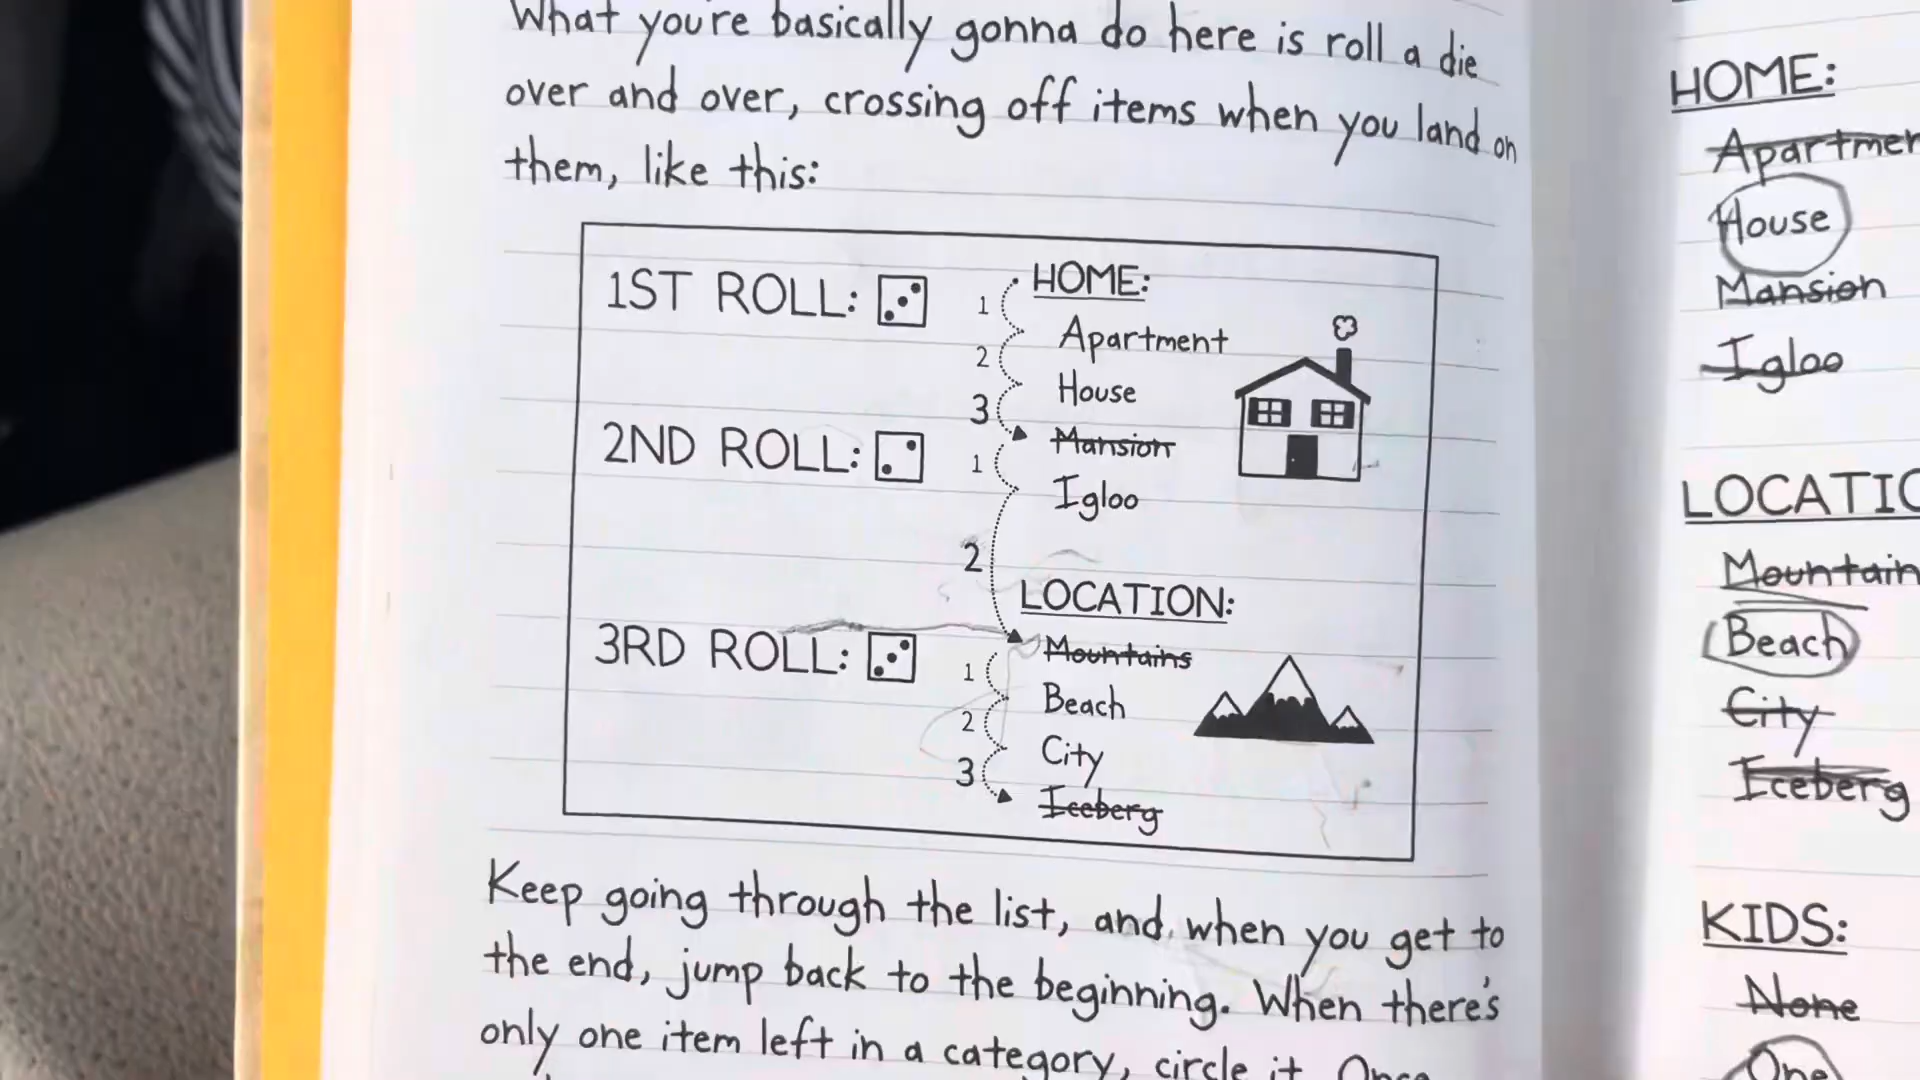 What you're basically gonna do here is roll a die
over and over, crossing off items when you land on
them, like this:
1ST ROLL:
2ND ROLL:
3RD ROLL:
HOME:
1
Apartment
2
House
3
Mansion
1
Igloo
2
LOCATION:
Mountains
1
Beach
2
City
3
Iceberg
Keep going through the list, and when you get to
the end, jump back to the beginning. When there's
only one item left in a category, circle it. Once
HOME:
House
Mansion
Igloo
Beach
City
Iceberg
KIDS:
None
One